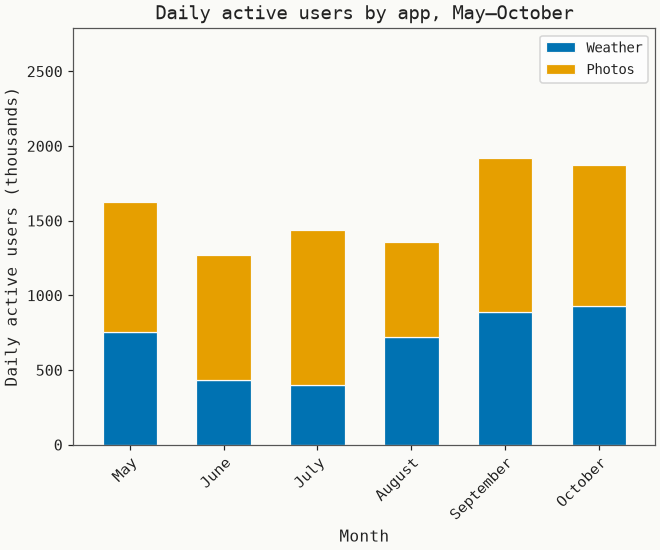 Daily active users by app, May–October
Weather
Photos
Daily active users (thousands)
2500
2000
1500
1000
500
0
May
June
July
August
September
October
Month